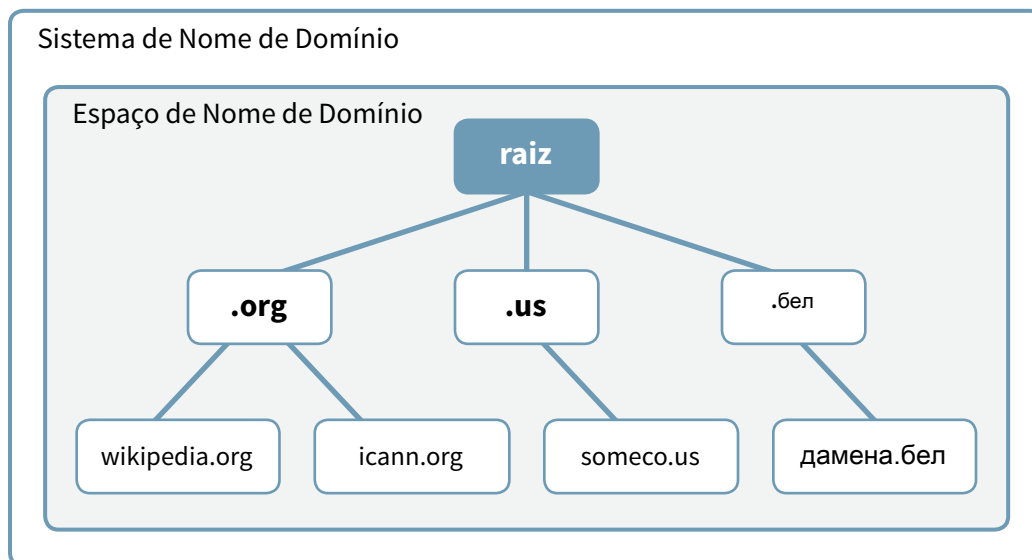 Sistema de Nome de Domínio
Espaço de Nome de Domínio
raiz
.org
.us
.бел
wikipedia.org
icann.org
someco.us
дамена.бел